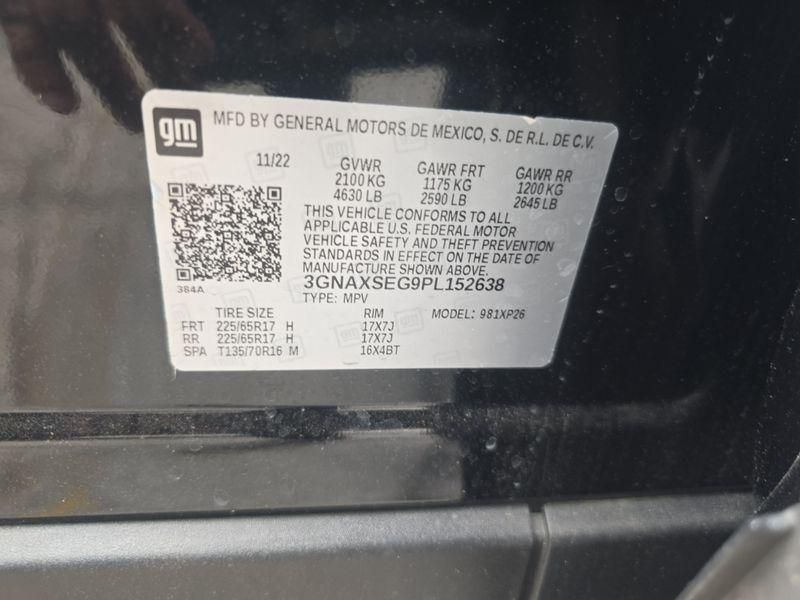 gm
MFD BY GENERAL MOTORS DE MEXICO, S. DE R.L. DE C.V.
11/22 GVWR GAWR FRT GAWR RR
2100 KG 1175 KG 1200 KG
4630 LB 2590 LB 2645 LB
THIS VEHICLE CONFORMS TO ALL
APPLICABLE U.S. FEDERAL MOTOR
VEHICLE SAFETY AND THEFT PREVENTION
STANDARDS IN EFFECT ON THE DATE OF
MANUFACTURE SHOWN ABOVE.
384A 3GNAXSEG9PL152638
TYPE: MPV
TIRE SIZE RIM MODEL: 981XP26
FRT 225/65R17 H 17X7J
RR 225/65R17 H 17X7J
SPA T135/70R16 M 16X4BT